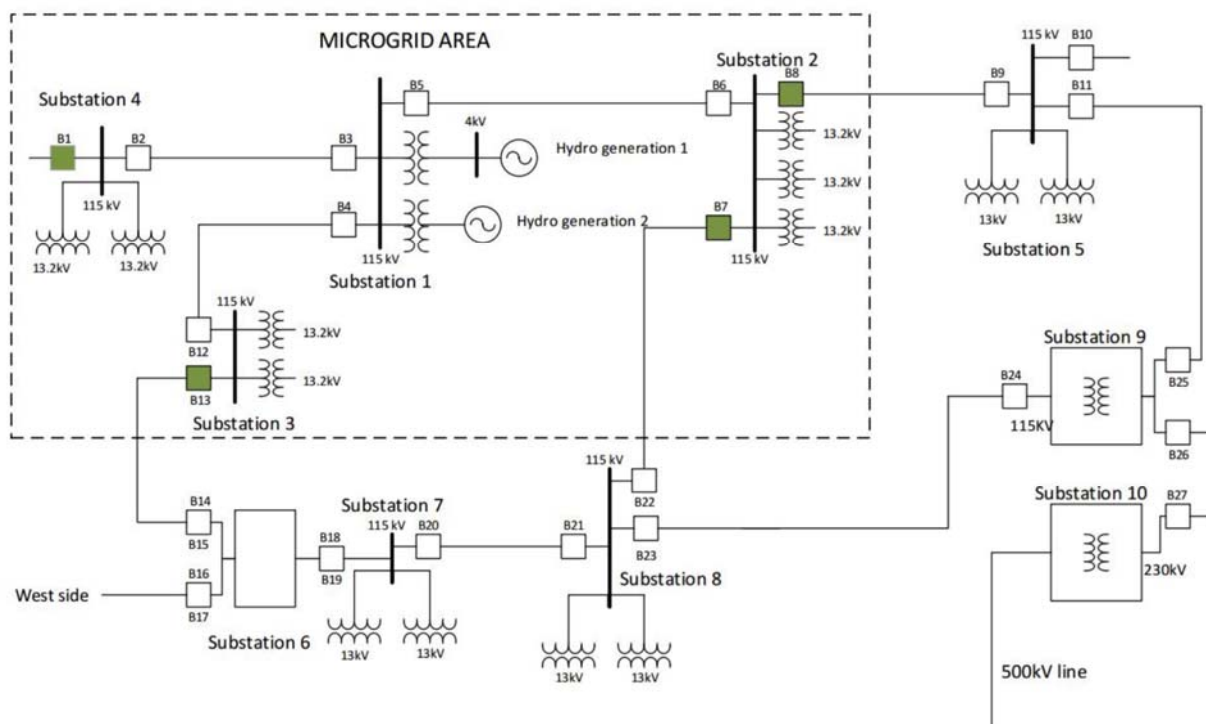 MICROGRID AREA
Substation 4
B1
B2
115 kV
13.2kV
13.2kV
B3
B4
B5
4kV
Hydro generation 1
Hydro generation 2
115 kV
Substation 1
B6
Substation 2
B8
13.2kV
13.2kV
B7
13.2kV
115 kV
115 kV
B12
13.2kV
B13
13.2kV
Substation 3
115 kV
B10
B9
B11
13kV
13kV
Substation 5
Substation 9
B24
B25
115KV
B26
Substation 10
B27
230kV
500kV line
115 kV
B22
B21
B23
Substation 8
13kV
13kV
Substation 7
115 kV
B20
B18
B19
13kV
13kV
B14
B15
B16
B17
West side
Substation 6